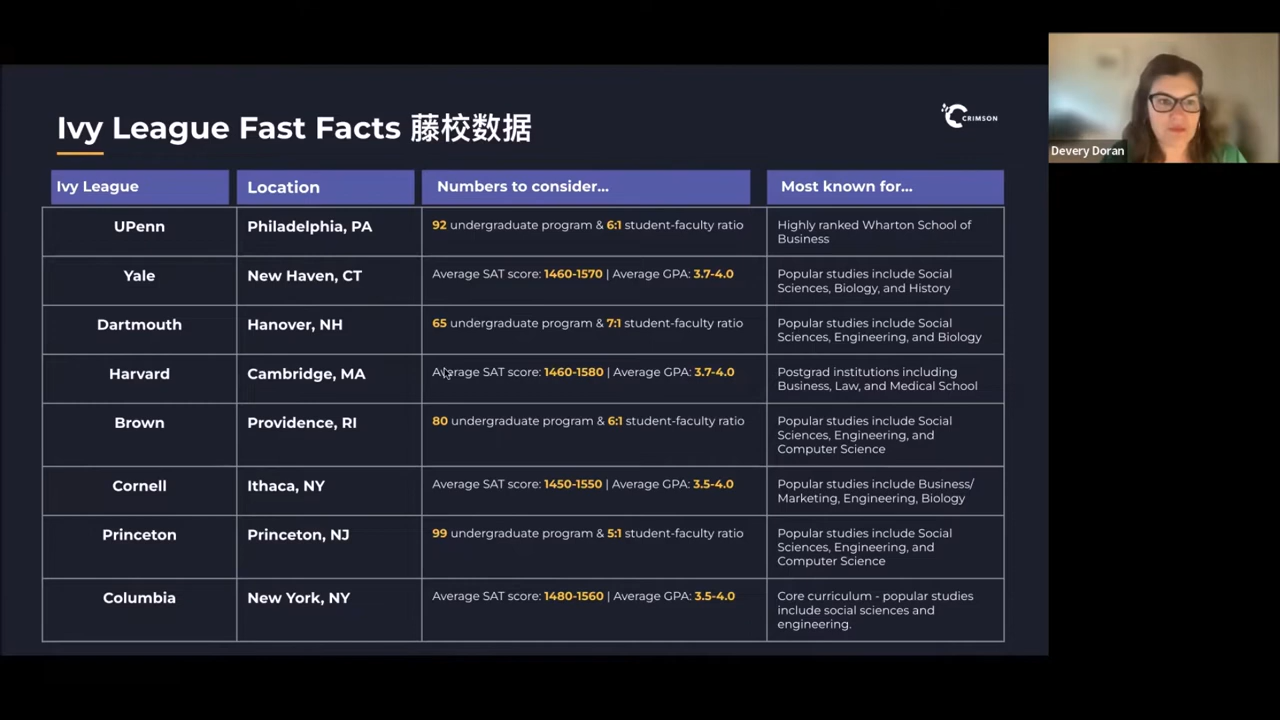 Ivy League Fast Facts 藤校数据
CRIMSON
Devery Doran
Ivy League
Location
Numbers to consider...
Most known for...
UPenn
Philadelphia, PA
92 undergraduate program & 6:1 student-faculty ratio
Highly ranked Wharton School of
Business
Yale
New Haven, CT
Average SAT score: 1460-1570 | Average GPA: 3.7-4.0
Popular studies include Social
Sciences, Biology, and History
Dartmouth
Hanover, NH
65 undergraduate program & 7:1 student-faculty ratio
Popular studies include Social
Sciences, Engineering, and Biology
Harvard
Cambridge, MA
Average SAT score: 1460-1580 | Average GPA: 3.7-4.0
Postgrad institutions including
Business, Law, and Medical School
Brown
Providence, RI
80 undergraduate program & 6:1 student-faculty ratio
Popular studies include Social
Sciences, Engineering, and
Computer Science
Cornell
Ithaca, NY
Average SAT score: 1450-1550 | Average GPA: 3.5-4.0
Popular studies include Business/
Marketing, Engineering, Biology
Princeton
Princeton, NJ
99 undergraduate program & 5:1 student-faculty ratio
Popular studies include Social
Sciences, Engineering, and
Computer Science
Columbia
New York, NY
Average SAT score: 1480-1560 | Average GPA: 3.5-4.0
Core curriculum - popular studies
include social sciences and
engineering.